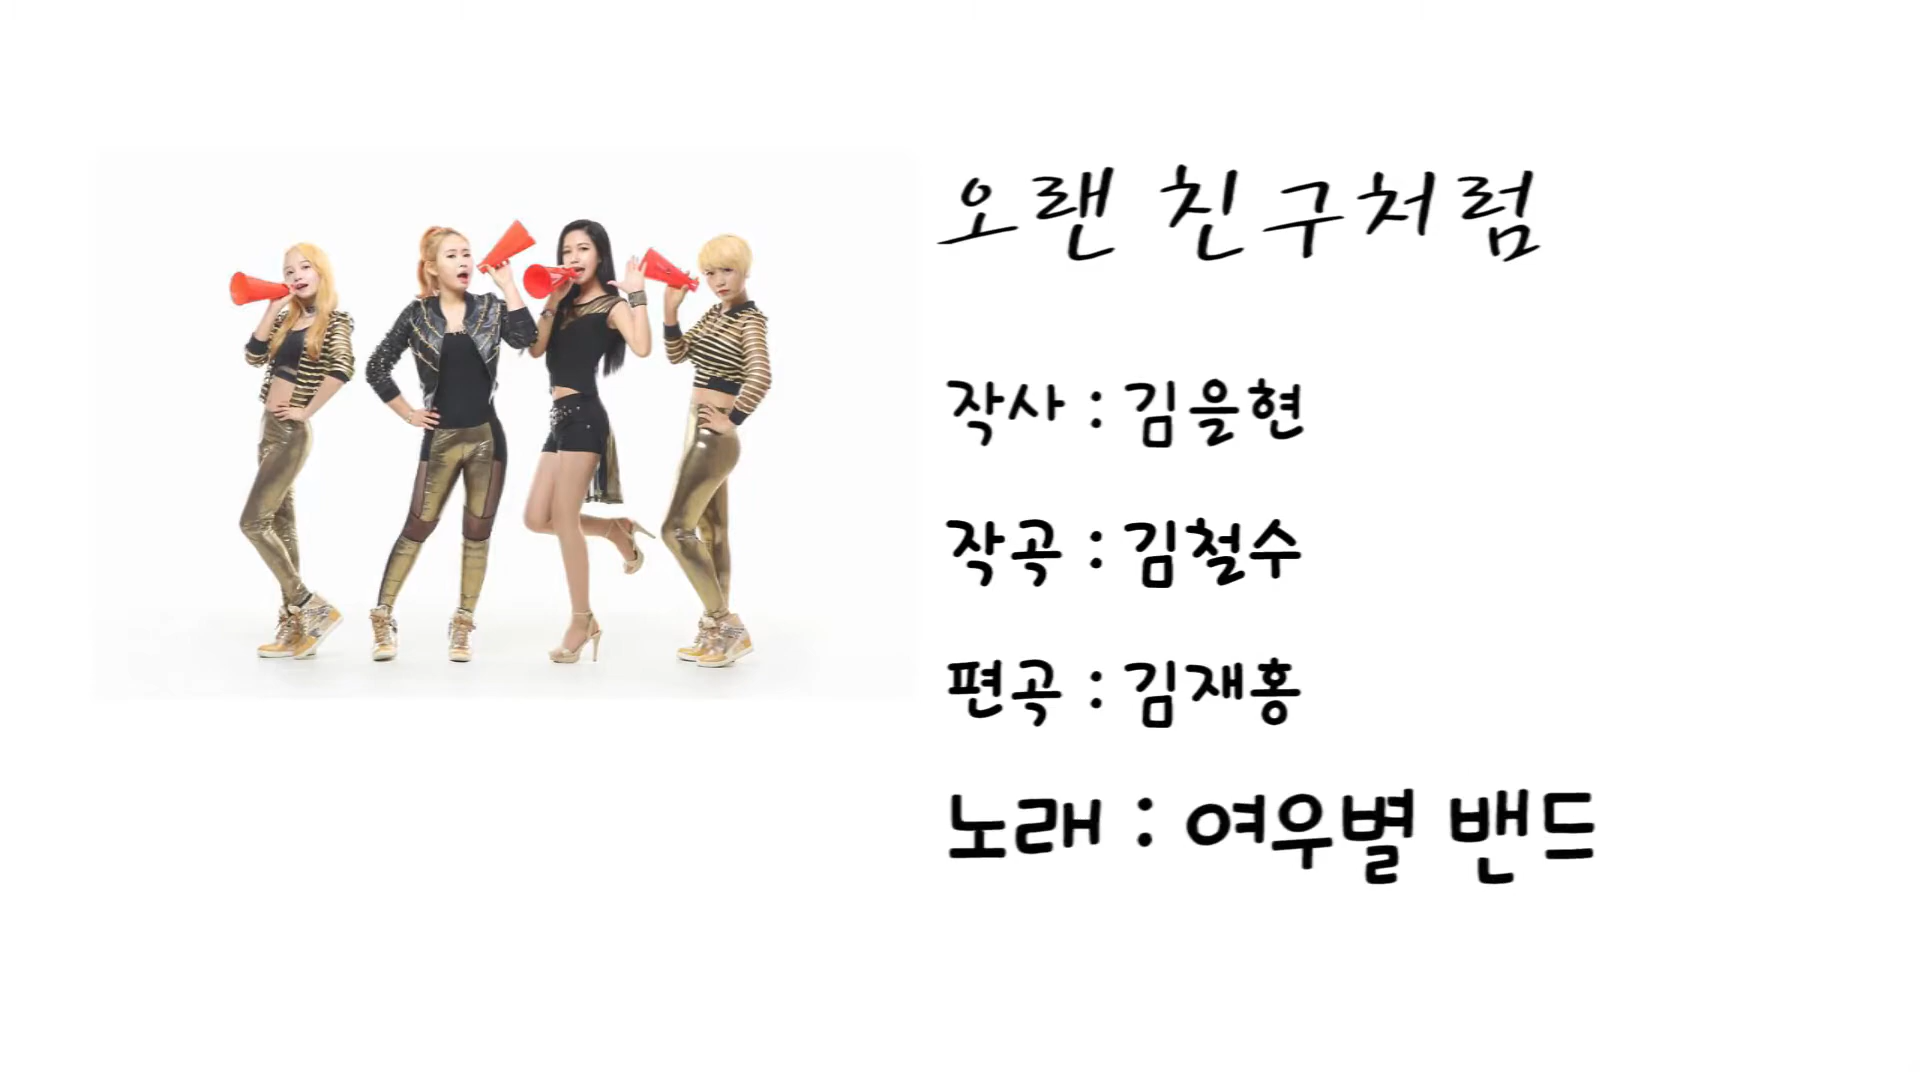 오랜 친구처럼
작사 : 김을현
작곡 : 김철수
편곡 : 김재홍
노래 : 여우별 밴드